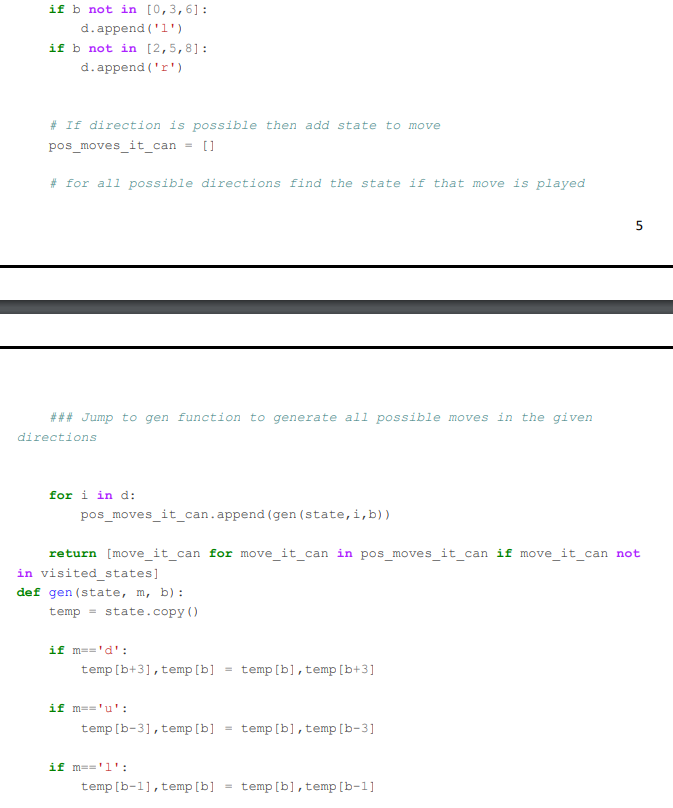 if b not in [0,3,6]:
        d.append('l')
    if b not in [2,5,8]:
        d.append('r')
    # If direction is possible then add state to move
    pos_moves_it_can = []
    # for all possible directions find the state if that move is played
5
    ### Jump to gen function to generate all possible moves in the given
directions
    for i in d:
        pos_moves_it_can.append(gen(state,i,b))
    return [move_it_can for move_it_can in pos_moves_it_can if move_it_can not
in visited_states]
def gen(state, m, b):
    temp = state.copy()
    if m=='d':
        temp[b+3],temp[b] = temp[b],temp[b+3]
    if m=='u':
        temp[b-3],temp[b] = temp[b],temp[b-3]
    if m=='l':
        temp[b-1],temp[b] = temp[b],temp[b-1]